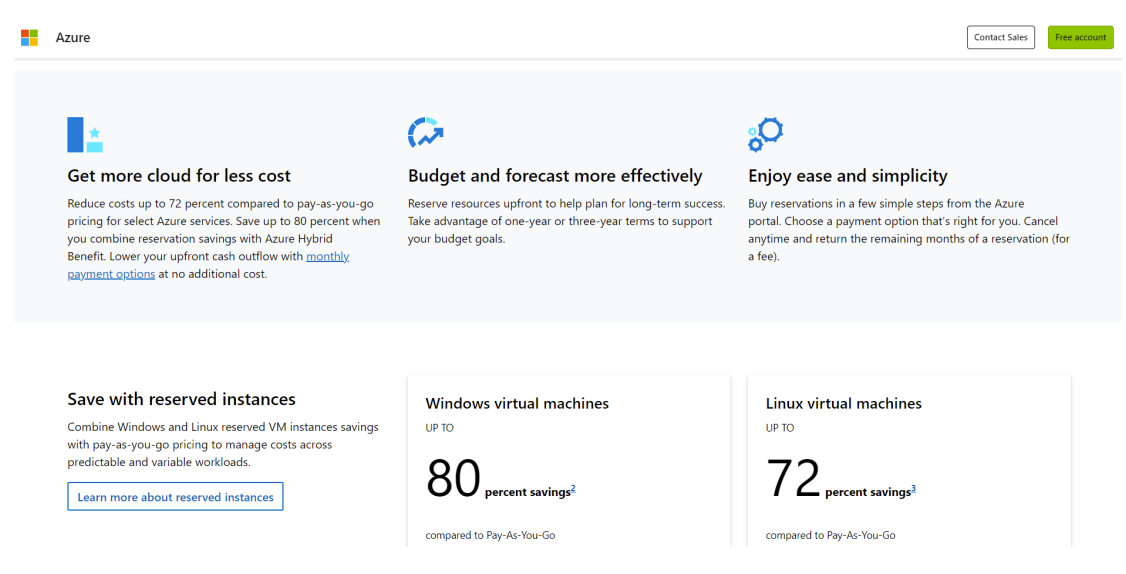 Azure
Contact Sales
Free account
Get more cloud for less cost
Reduce costs up to 72 percent compared to pay-as-you-go
pricing for select Azure services. Save up to 80 percent when
you combine reservation savings with Azure Hybrid
Benefit. Lower your upfront cash outflow with monthly
payment options at no additional cost.
Budget and forecast more effectively
Reserve resources upfront to help plan for long-term success.
Take advantage of one-year or three-year terms to support
your budget goals.
Enjoy ease and simplicity
Buy reservations in a few simple steps from the Azure
portal. Choose a payment option that's right for you. Cancel
anytime and return the remaining months of a reservation (for
a fee).
Save with reserved instances
Combine Windows and Linux reserved VM instances savings
with pay-as-you-go pricing to manage costs across
predictable and variable workloads.
Learn more about reserved instances
Windows virtual machines
UP TO
80 percent savings2
compared to Pay-As-You-Go
Linux virtual machines
UP TO
72 percent savings3
compared to Pay-As-You-Go